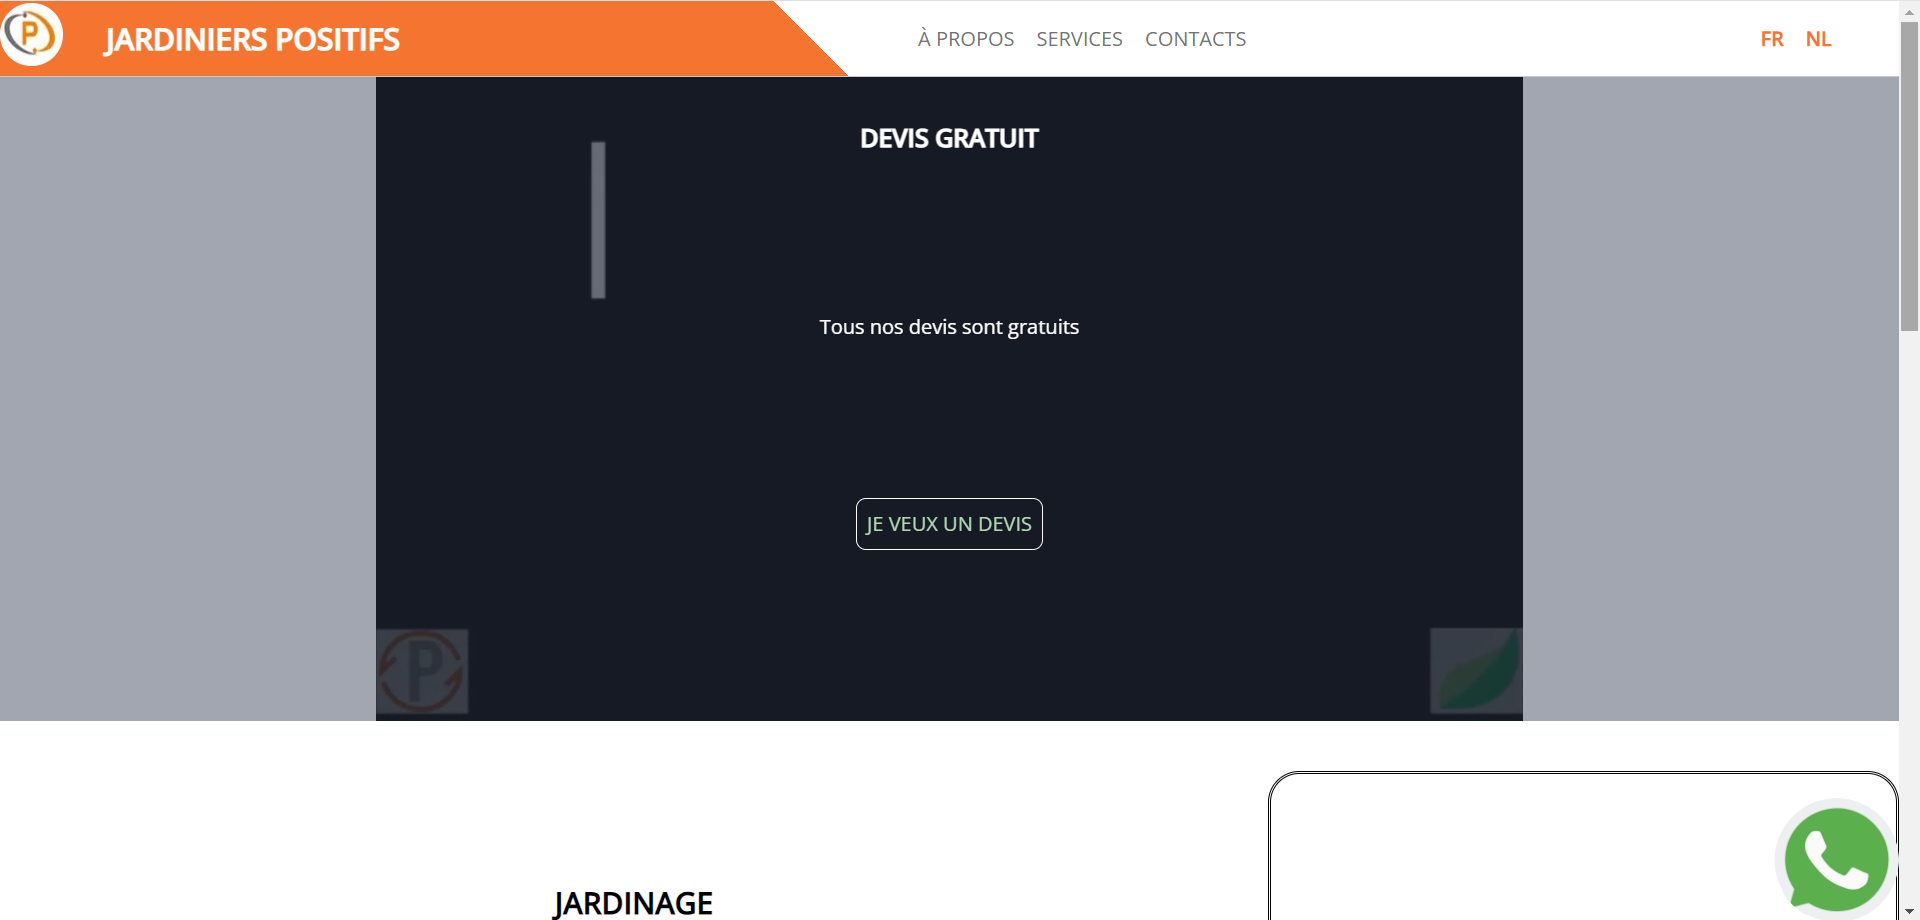 P
JARDINIERS POSITIFS
À PROPOS SERVICES CONTACTS
FR NL
DEVIS GRATUIT
Tous nos devis sont gratuits
JE VEUX UN DEVIS
P
JARDINAGE